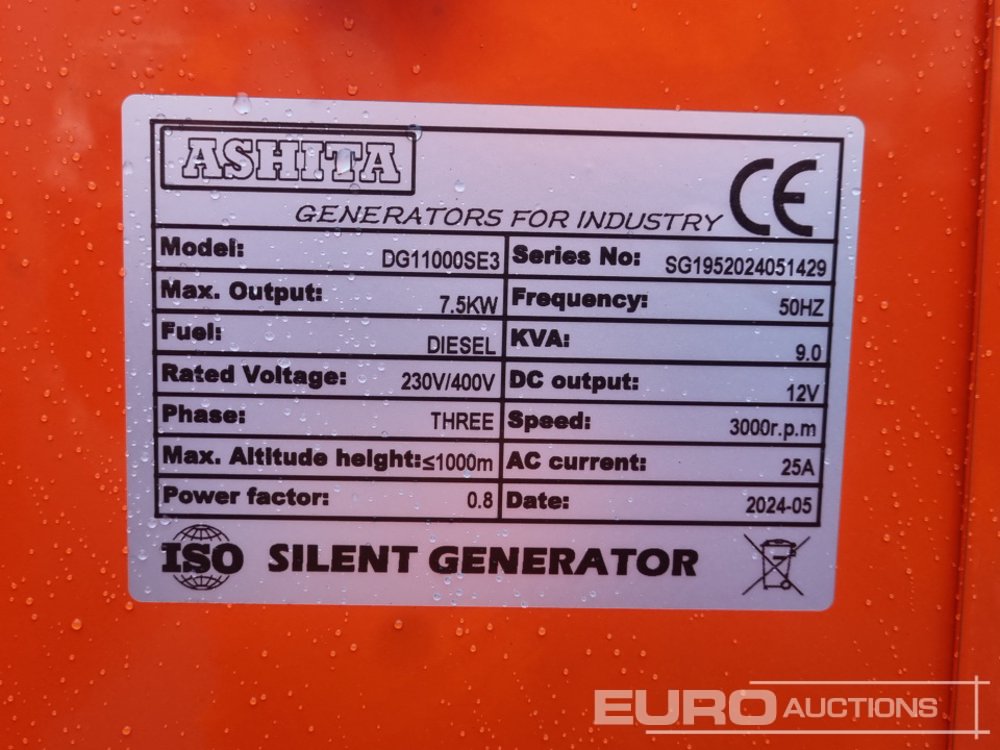 ASHITA
CE
GENERATORS FOR INDUSTRY
Model: DG11000SE3 Series No: SG1952024051429
Max. Output: 7.5KW Frequency: 50HZ
Fuel: DIESEL KVA: 9.0
Rated Voltage: 230V/400V DC output: 12V
Phase: THREE Speed: 3000r.p.m
Max. Altitude height: ≤1000m AC current: 25A
Power factor: 0.8 Date: 2024-05
ISO SILENT GENERATOR
EURO AUCTIONS